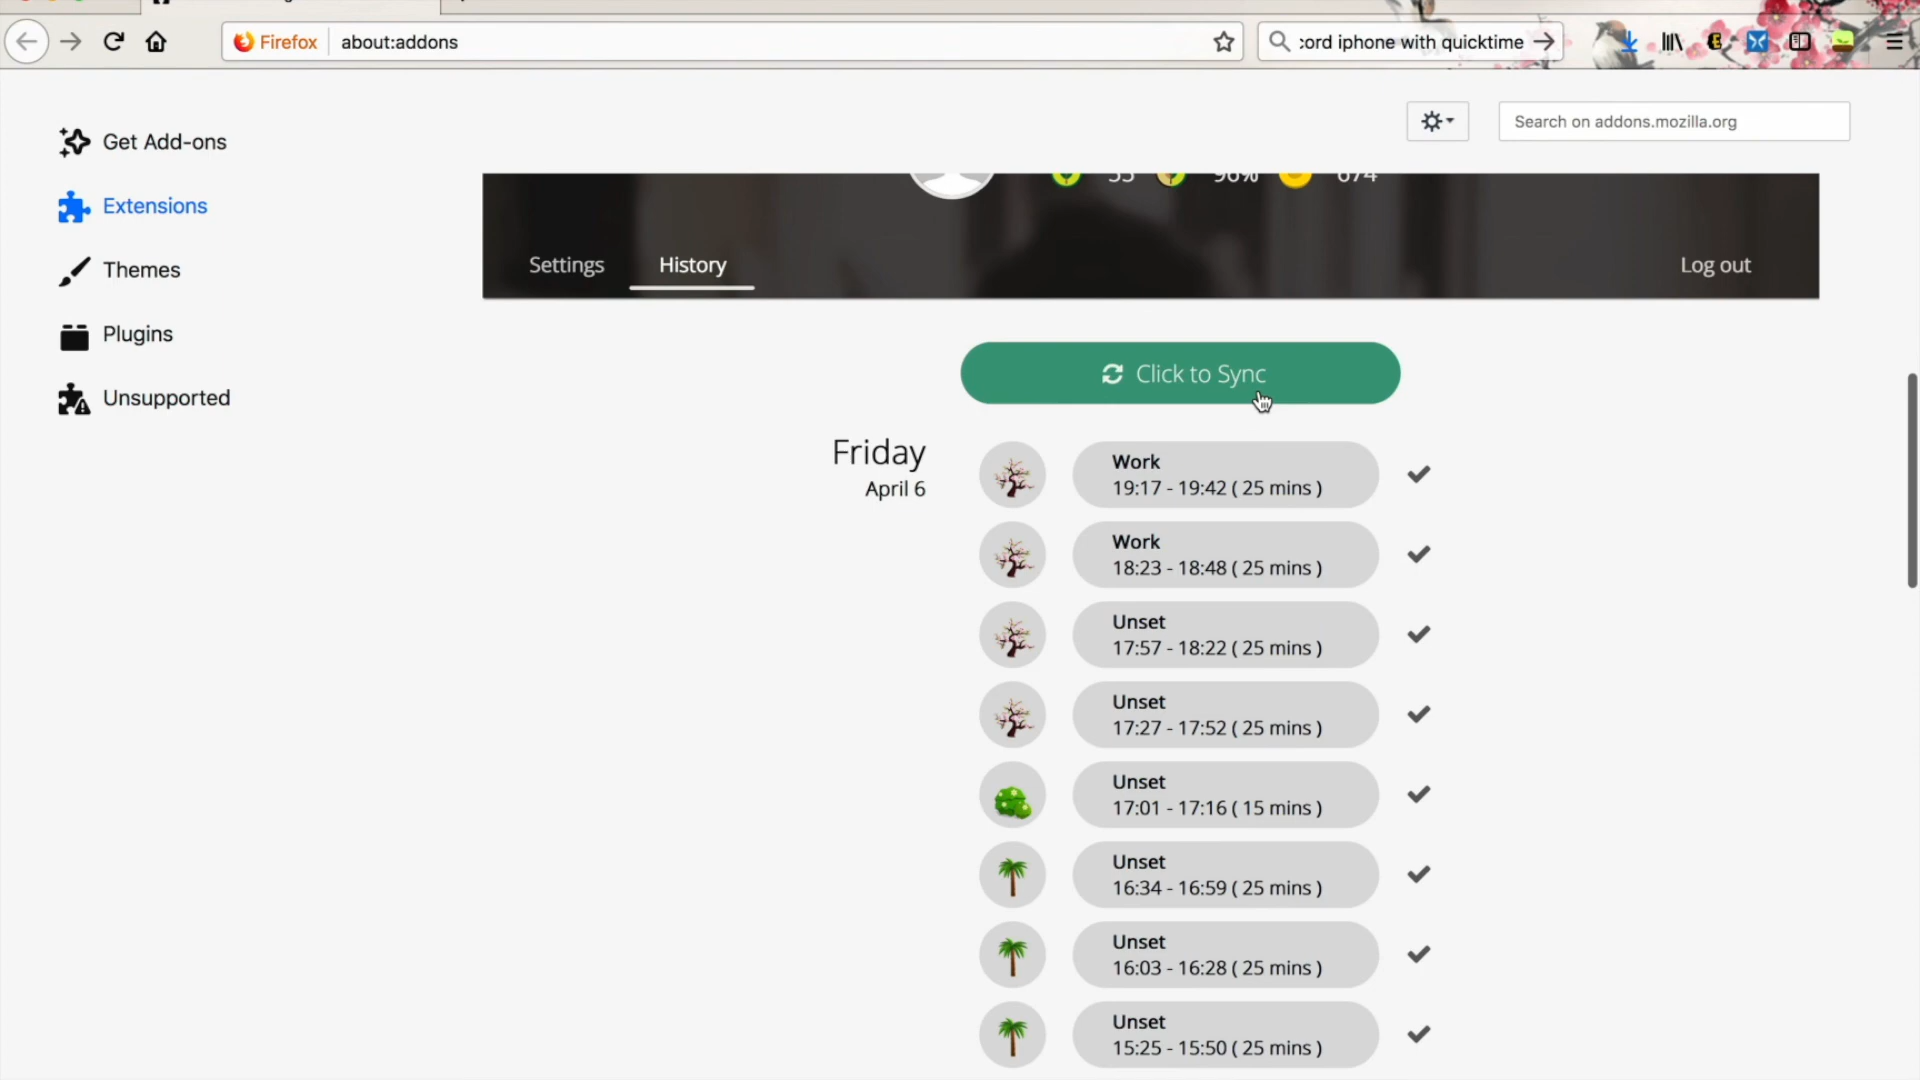 Firefox about:addons
:ord iphone with quicktime
Get Add-ons
Search on addons.mozilla.org
Extensions
Themes
Plugins
Unsupported
96%
Settings History Log out
Click to Sync
Friday
April 6
Work
19:17 - 19:42 ( 25 mins )
Work
18:23 - 18:48 ( 25 mins )
Unset
17:57 - 18:22 ( 25 mins )
Unset
17:27 - 17:52 ( 25 mins )
Unset
17:01 - 17:16 ( 15 mins )
Unset
16:34 - 16:59 ( 25 mins )
Unset
16:03 - 16:28 ( 25 mins )
Unset
15:25 - 15:50 ( 25 mins )